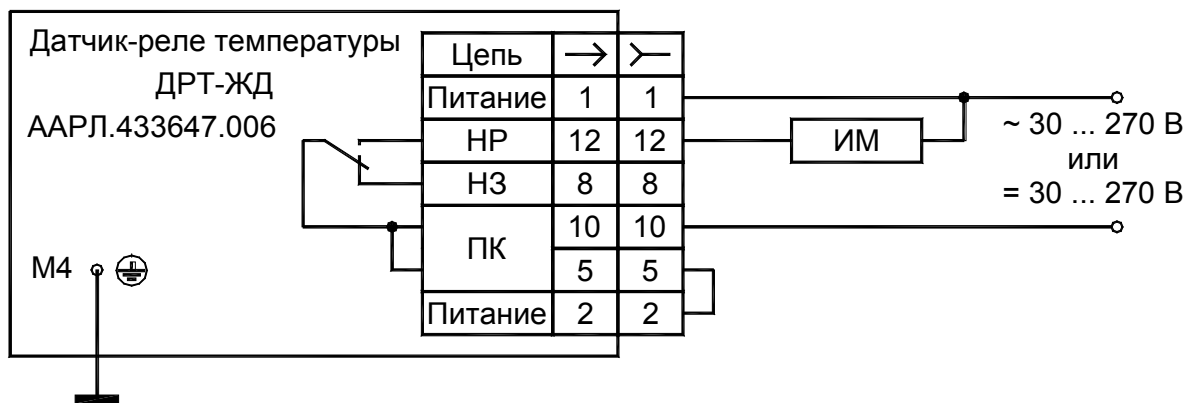 Датчик-реле температуры
ДРТ-ЖД
ААРЛ.433647.006
Цепь
Питание 1 1
НР 12 12
НЗ 8 8
ПК 10 10
5 5
Питание 2 2
ИМ
~ 30 ... 270 В
или
= 30 ... 270 В
М4